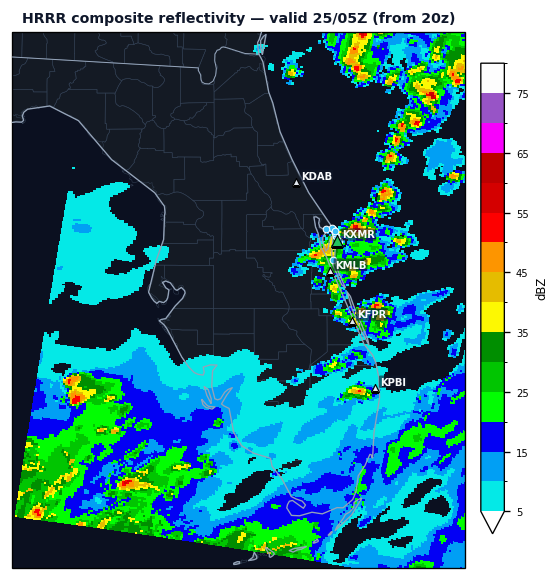 HRRR composite reflectivity — valid 25/05Z (from 20z)
KDAB
KXMR
KMLB
KFPR
KPBI
75
65
55
45
35
25
15
5
dBZ